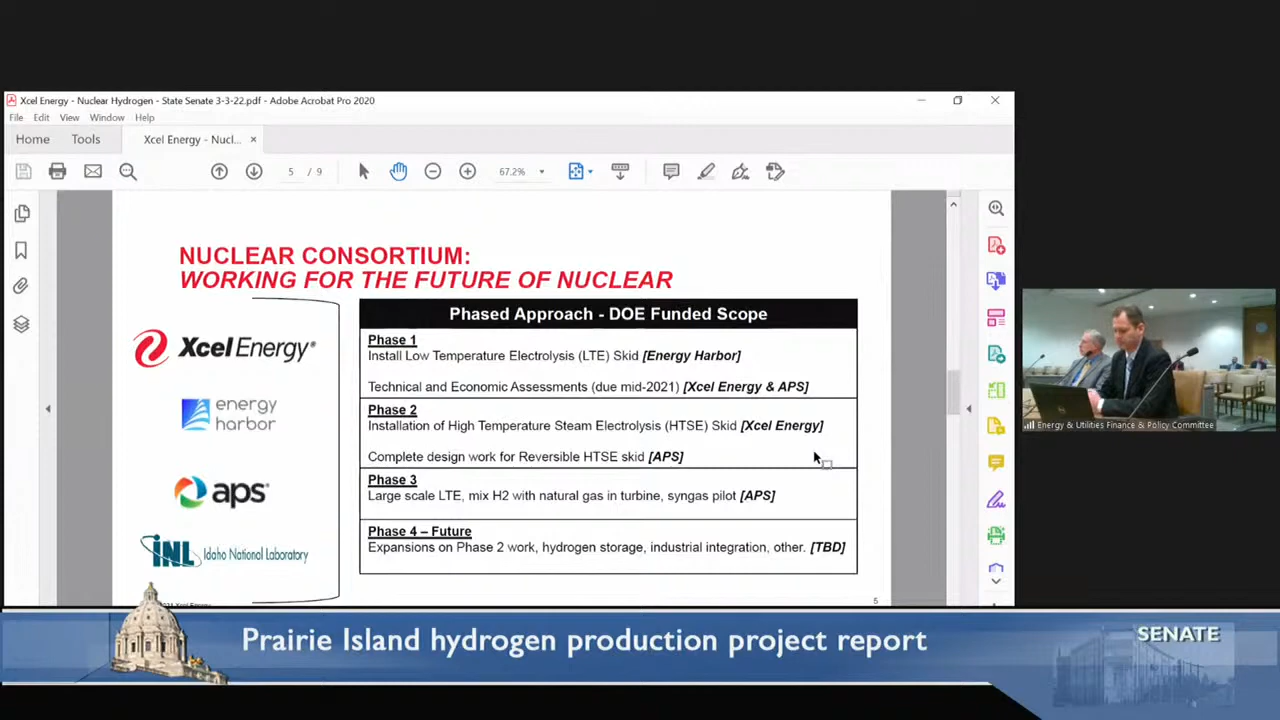 Xcel Energy - Nuclear Hydrogen - State Senate 3-3-22.pdf - Adobe Acrobat Pro 2020
File Edit View Window Help
Home Tools Xcel Energy - Nucl... ×
5 / 9 67.2%
NUCLEAR CONSORTIUM:
WORKING FOR THE FUTURE OF NUCLEAR
XcelEnergy®
energy
harbor
aps
INL Idaho National Laboratory
Phased Approach - DOE Funded Scope
Phase 1
Install Low Temperature Electrolysis (LTE) Skid [Energy Harbor]
Technical and Economic Assessments (due mid-2021) [Xcel Energy & APS]
Phase 2
Installation of High Temperature Steam Electrolysis (HTSE) Skid [Xcel Energy]
Complete design work for Reversible HTSE skid [APS]
Phase 3
Large scale LTE, mix H2 with natural gas in turbine, syngas pilot [APS]
Phase 4 – Future
Expansions on Phase 2 work, hydrogen storage, industrial integration, other. [TBD]
5
Energy & Utilities Finance & Policy Committee
Prairie Island hydrogen production project report
SENATE